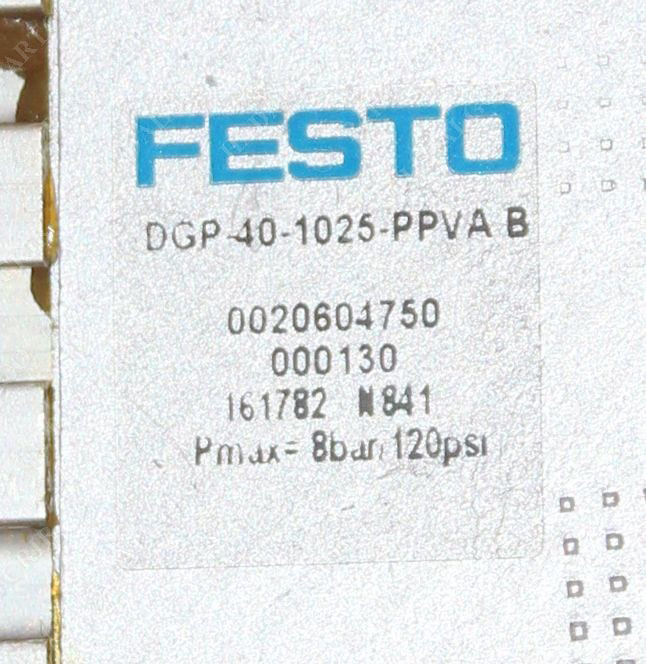 FESTO
DGP-40-1025-PPVA B
0020604750
000130
161782 N841
Pmax= 8bar, 120psi